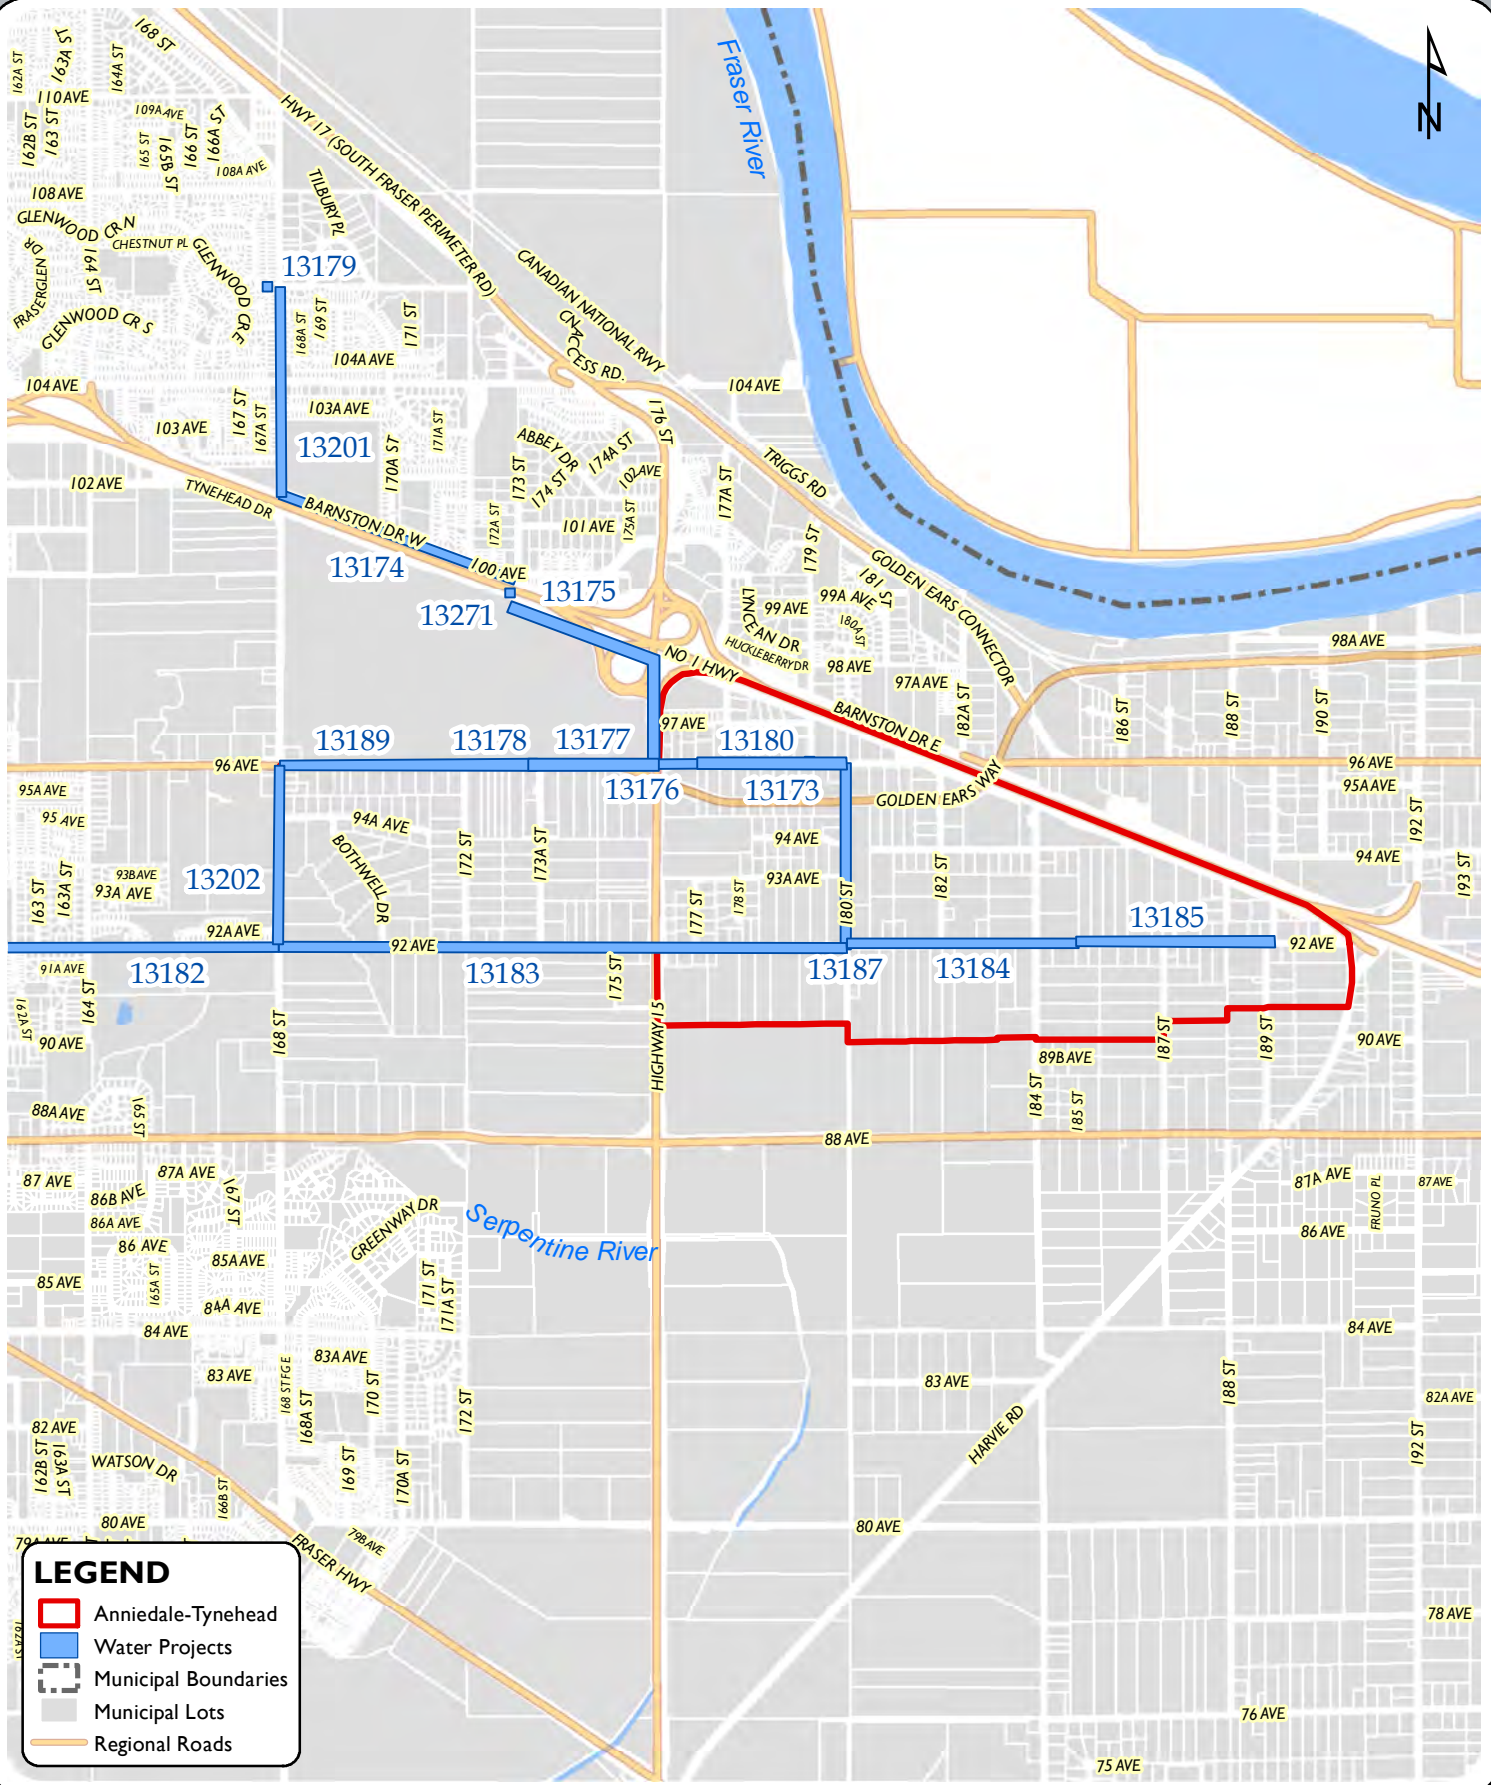 168 ST
163A ST
162A ST
164A ST
110 AVE
109A AVE
162B ST
163 ST
165 ST
165B ST
166 ST
166A ST
108A AVE
108 AVE
HWY 17 (SOUTH FRASER PERIMETER RD)
TILBURY PL
Fraser River
N
GLENWOOD CR N
CHESTNUT PL
GLENWOOD CR E
FRASERGLEN DR
164 ST
GLENWOOD CR S
13179
168A ST
169 ST
171 ST
104A AVE
CANADIAN NATIONAL RWY
CN ACCESS RD.
104 AVE
104 AVE
103 AVE
167 ST
167A ST
103A AVE
13201
170A ST
171A ST
176 ST
ABBEY DR
174A ST
173 ST
174 ST
102 AVE
102 AVE
TYNEHEAD DR
BARNSTON DR W
172A ST
101 AVE
175A ST
177A ST
TRIGGS RD
179 ST
13174
100 AVE
13175
13271
GOLDEN EARS CONNECTOR
181 ST
99A AVE
99 AVE
LYNCEAN DR
180A ST
HUCKLEBERRY DR
98 AVE
98A AVE
NO 1 HWY
97A AVE
182A ST
186 ST
188 ST
190 ST
97 AVE
BARNSTON DR E
13189
13178
13177
13180
96 AVE
96 AVE
13176
13173
GOLDEN EARS WAY
95A AVE
95A AVE
95 AVE
94A AVE
BOTHWELL DR
172 ST
173A ST
94 AVE
192 ST
94 AVE
193 ST
13202
93B AVE
93A AVE
163 ST
163A ST
93A AVE
177 ST
178 ST
180 ST
182 ST
13185
92A AVE
92 AVE
92 AVE
91A AVE
13182
13183
175 ST
13187
13184
164 ST
162A ST
90 AVE
168 ST
HIGHWAY 15
187 ST
189 ST
90 AVE
89B AVE
184 ST
185 ST
88A AVE
165 ST
88 AVE
87 AVE
87A AVE
167 ST
86B AVE
86A AVE
86 AVE
GREENWAY DR
Serpentine River
87A AVE
FRUNO PL
87 AVE
86 AVE
85 AVE
85A AVE
165A ST
84A AVE
84 AVE
171 ST
171A ST
84 AVE
83A AVE
83 AVE
168 ST FG E
168A ST
170 ST
172 ST
83 AVE
188 ST
82A AVE
82 AVE
162B ST
163A ST
WATSON DR
166B ST
169 ST
170A ST
HARVIE RD
192 ST
80 AVE
79A AVE
79B AVE
FRASER HWY
80 AVE
78 AVE
76 AVE
75 AVE
LEGEND
Anniedale-Tynehead
Water Projects
Municipal Boundaries
Municipal Lots
Regional Roads